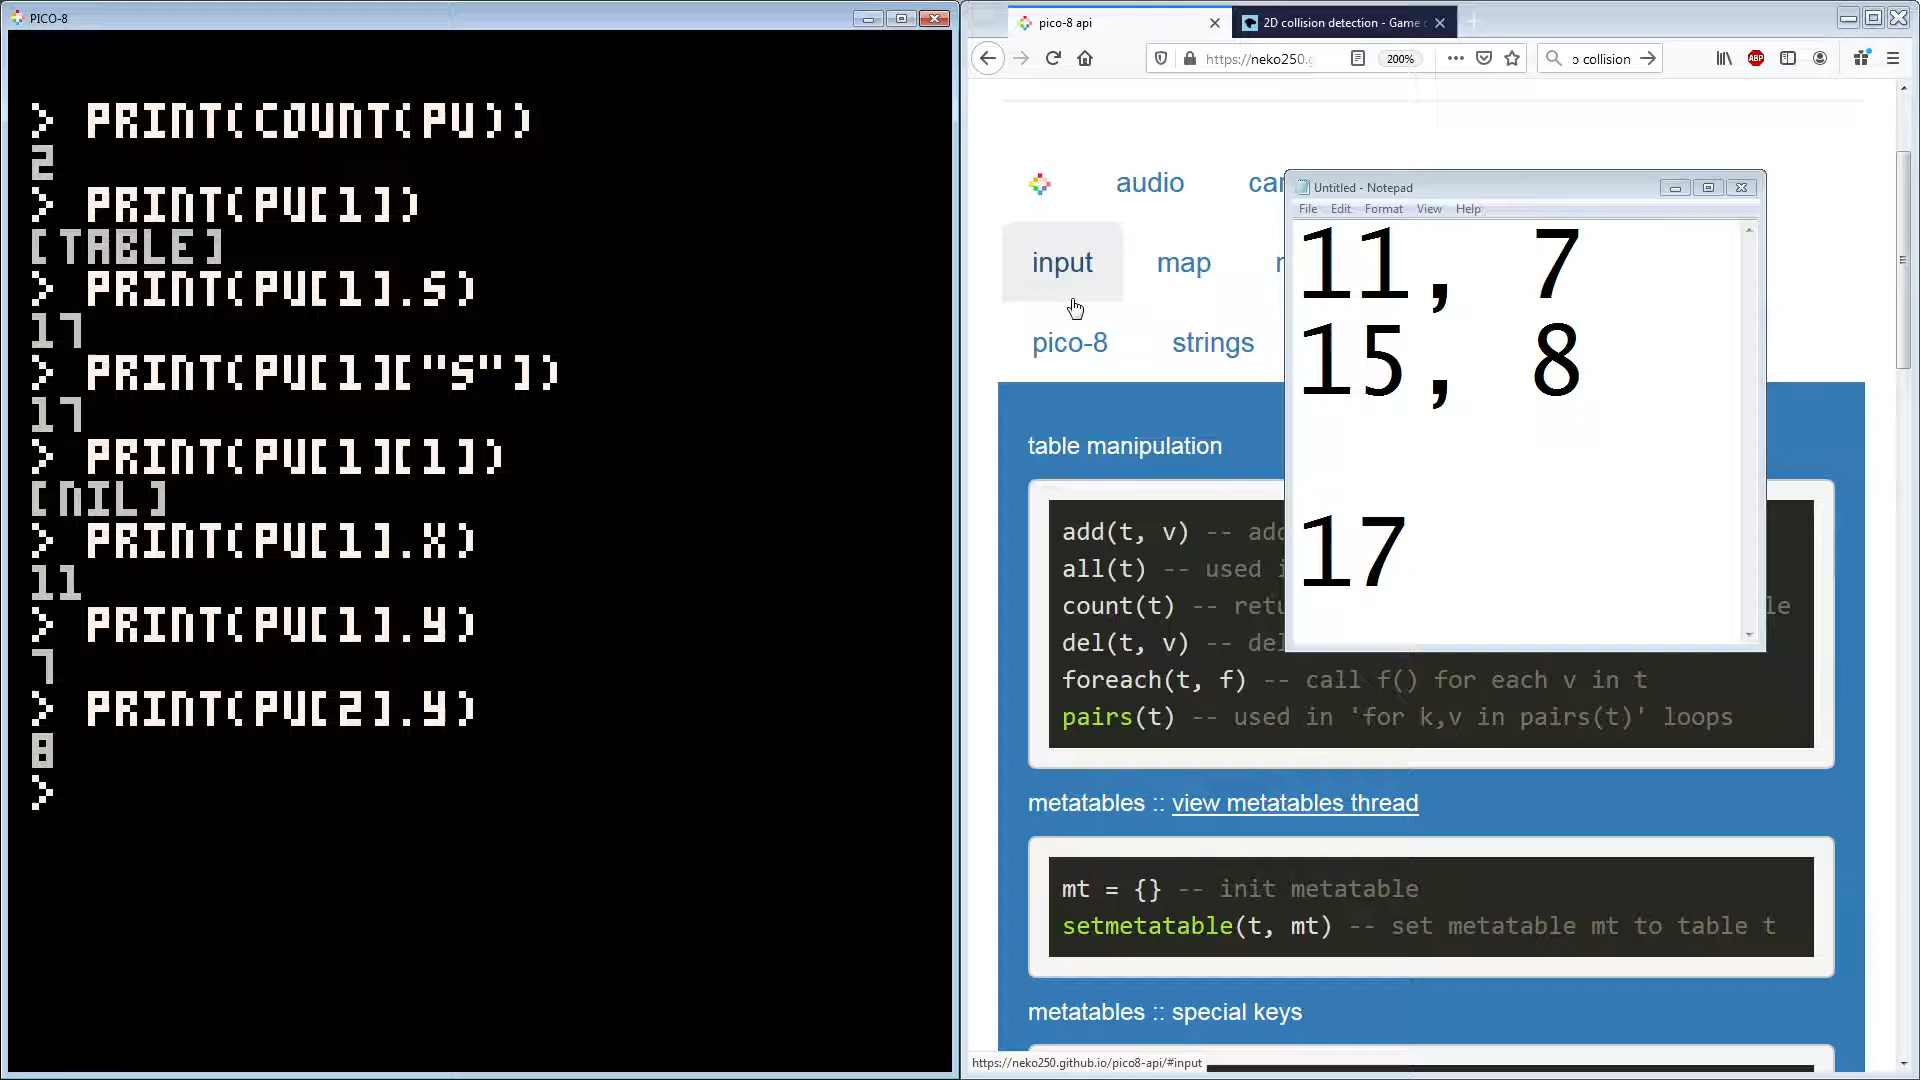 PICO-8
> PRINT(COUNT(PU))
2
> PRINT(PU[1])
[TABLE]
> PRINT(PU[1].S)
17
> PRINT(PU[1]["S"])
17
> PRINT(PU[1][1])
[NIL]
> PRINT(PU[1].X)
11
> PRINT(PU[1].Y)
7
> PRINT(PU[2].Y)
8
>
pico-8 api
2D collision detection - Game
https://neko250.g
200%
o collision
ABP
audio
input
map
pico-8
strings
Untitled - Notepad
File Edit Format View Help
11, 7
15, 8
17
table manipulation
add(t, v) -- add
all(t) -- used
count(t) -- retu
del(t, v) -- del
foreach(t, f) -- call f() for each v in t
pairs(t) -- used in 'for k,v in pairs(t)' loops
metatables :: view metatables thread
mt = {} -- init metatable
setmetatable(t, mt) -- set metatable mt to table t
metatables :: special keys
https://neko250.github.io/pico8-api/#input